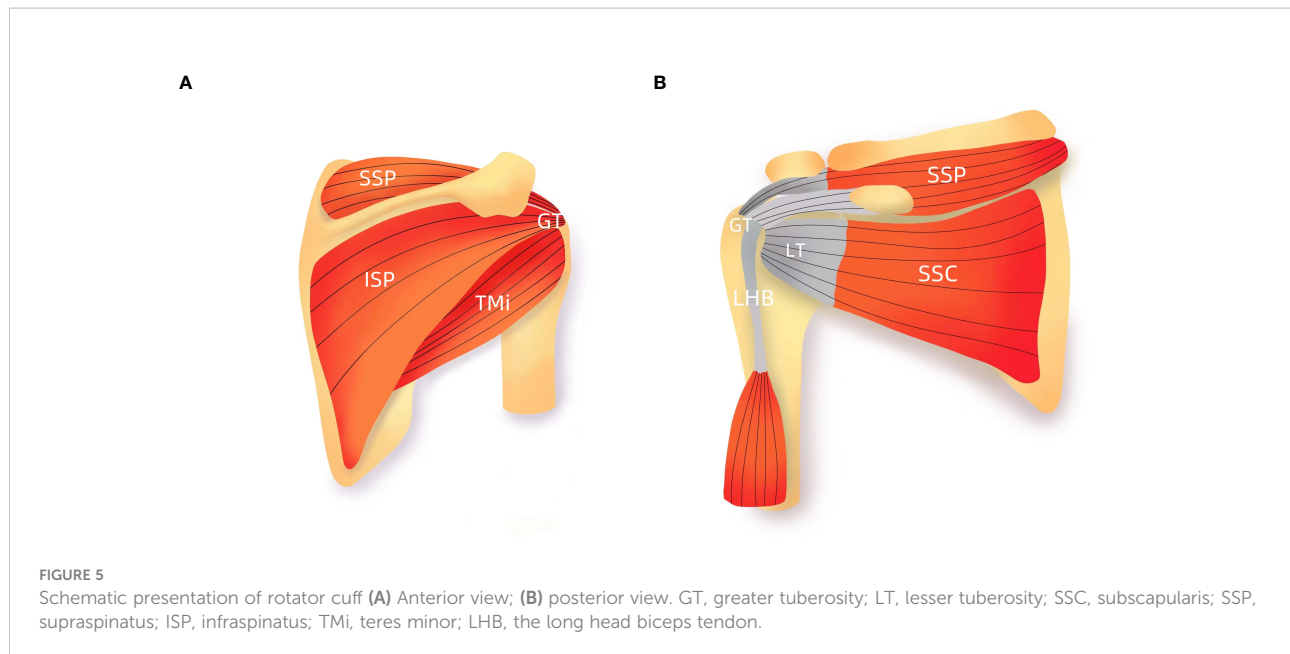 A
B
SSP
GT
ISP
TMi
SSP
GT
LT
SSC
LHB
FIGURE 5
Schematic presentation of rotator cuff (A) Anterior view; (B) posterior view. GT, greater tuberosity; LT, lesser tuberosity; SSC, subscapularis; SSP,
supraspinatus; ISP, infraspinatus; TMi, teres minor; LHB, the long head biceps tendon.